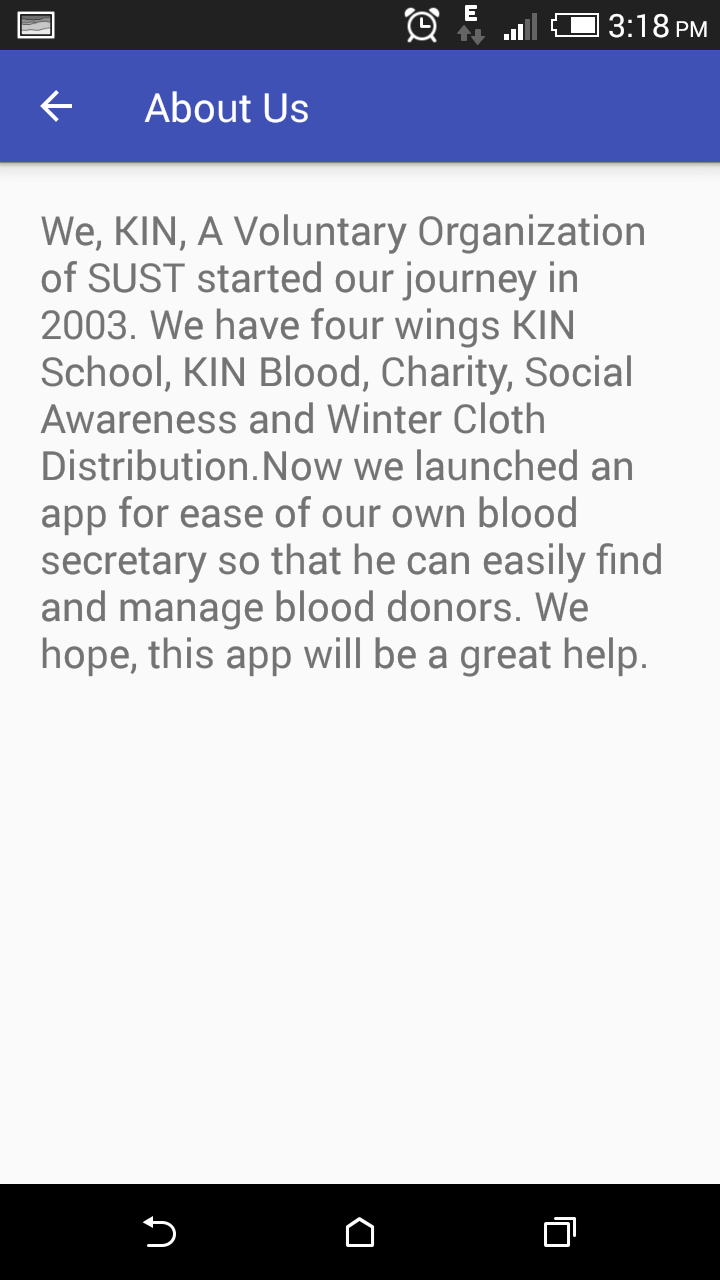 E
3:18 PM
About Us
We, KIN, A Voluntary Organization
of SUST started our journey in
2003. We have four wings KIN
School, KIN Blood, Charity, Social
Awareness and Winter Cloth
Distribution.Now we launched an
app for ease of our own blood
secretary so that he can easily find
and manage blood donors. We
hope, this app will be a great help.